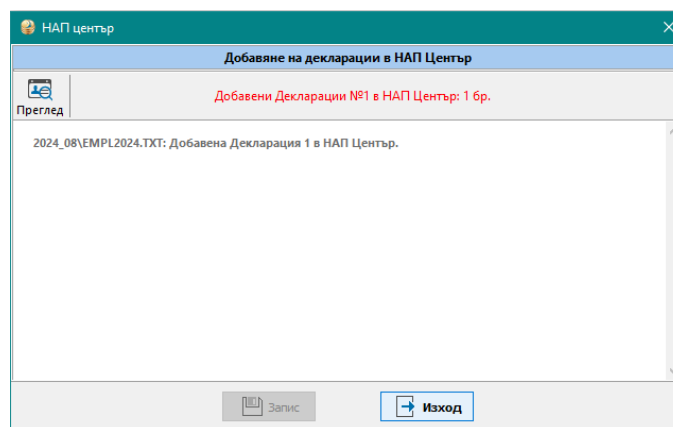 НАП център
Добавяне на декларации в НАП Център
Преглед
Добавени Декларации №1 в НАП Център: 1 бр.
2024_08\EMPL2024.TXT: Добавена Декларация 1 в НАП Център.
Запис
Изход